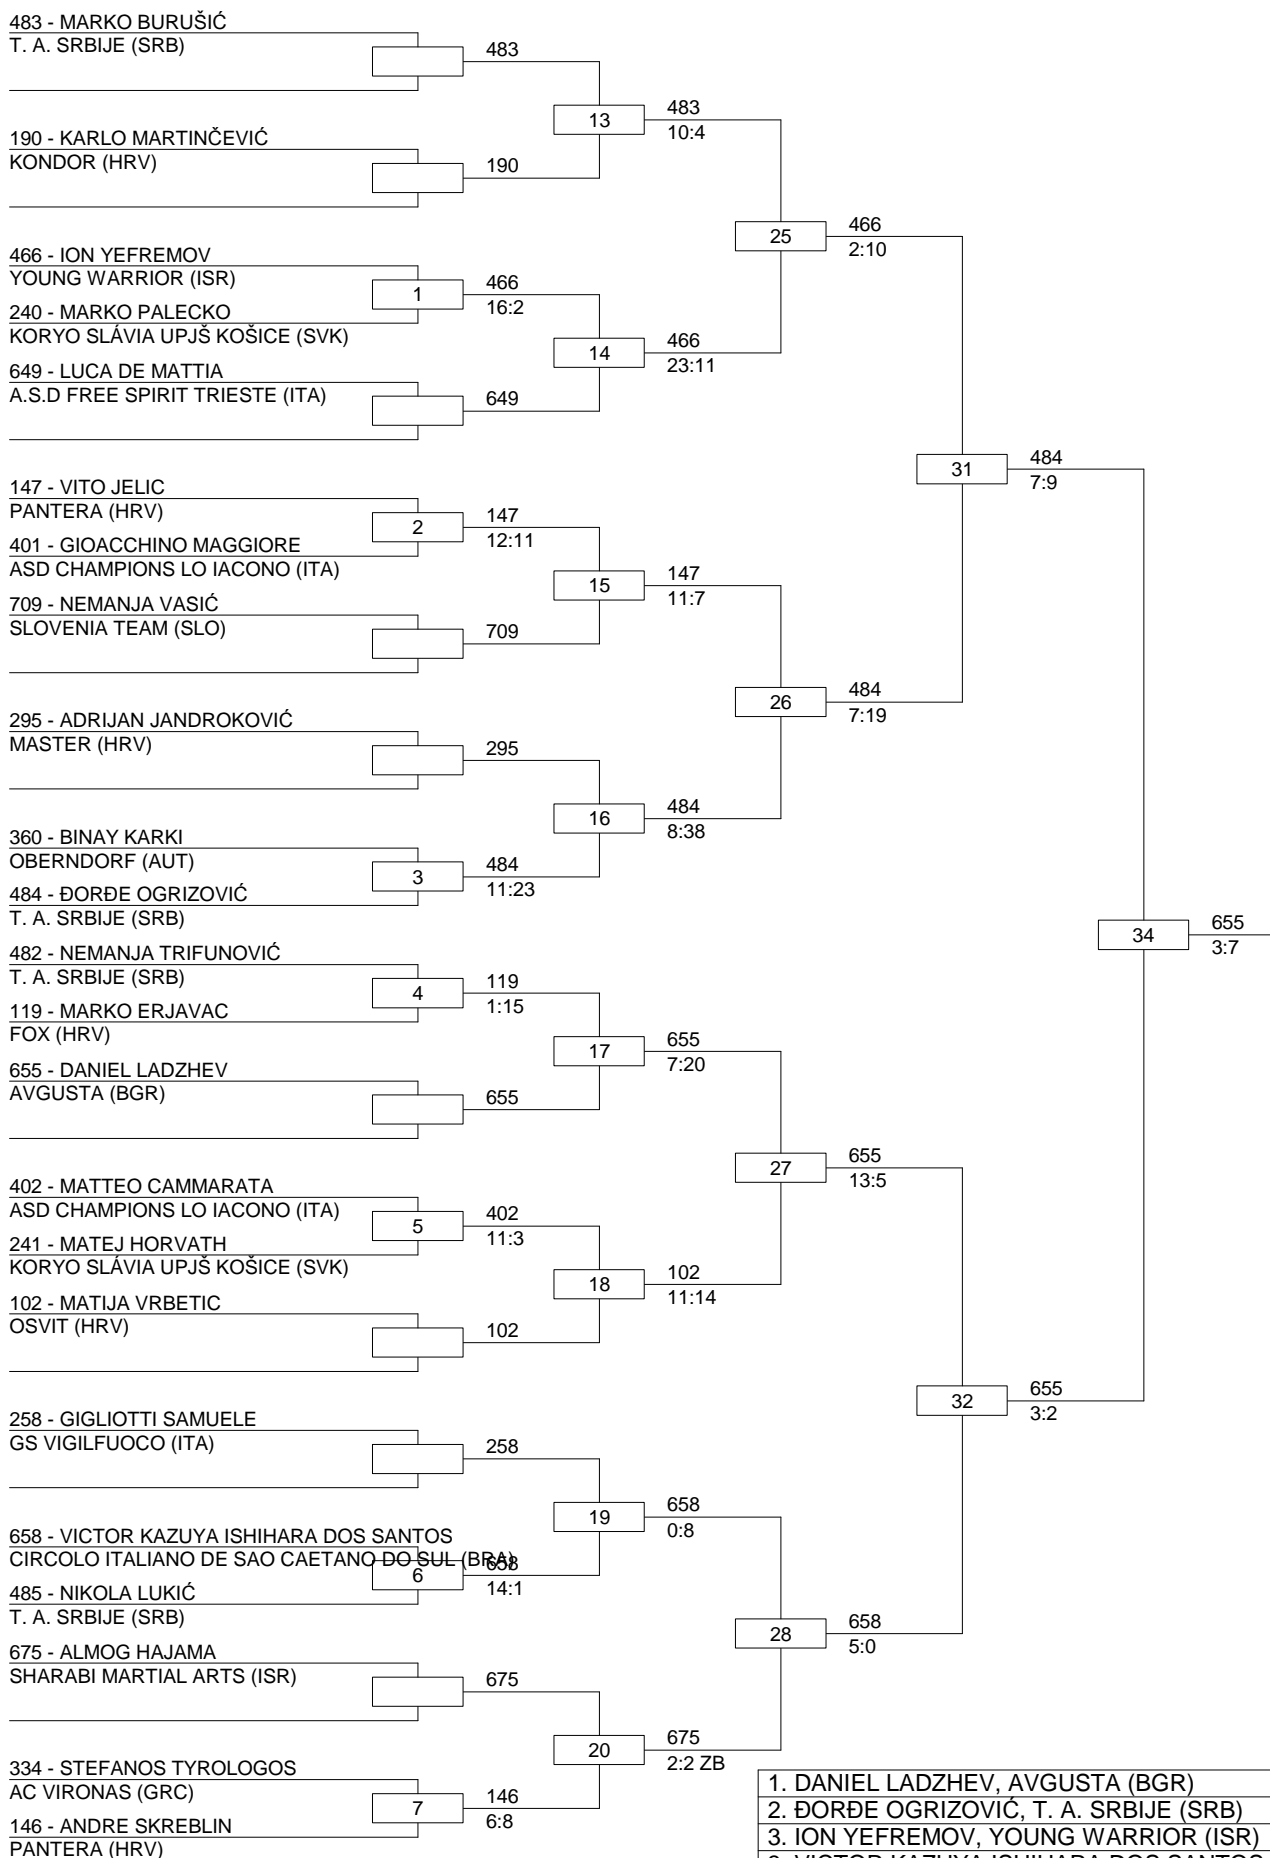 483 - MARKO BURUŠIĆ
T. A. SRBIJE (SRB)
483
13
483
10:4
190 - KARLO MARTINČEVIĆ
KONDOR (HRV)
190
25
466
2:10
466 - ION YEFREMOV
YOUNG WARRIOR (ISR)
1
466
16:2
240 - MARKO PALECKO
KORYO SLÁVIA UPJŠ KOŠICE (SVK)
14
466
23:11
649 - LUCA DE MATTIA
A.S.D FREE SPIRIT TRIESTE (ITA)
649
31
484
7:9
147 - VITO JELIC
PANTERA (HRV)
2
147
12:11
401 - GIOACCHINO MAGGIORE
ASD CHAMPIONS LO IACONO (ITA)
15
147
11:7
709 - NEMANJA VASIĆ
SLOVENIA TEAM (SLO)
709
26
484
7:19
295 - ADRIJAN JANDROKOVIĆ
MASTER (HRV)
295
16
484
8:38
360 - BINAY KARKI
OBERNDORF (AUT)
3
484
11:23
484 - ĐORĐE OGRIZOVIĆ
T. A. SRBIJE (SRB)
34
655
3:7
482 - NEMANJA TRIFUNOVIĆ
T. A. SRBIJE (SRB)
4
119
1:15
119 - MARKO ERJAVAC
FOX (HRV)
17
655
7:20
655 - DANIEL LADZHEV
AVGUSTA (BGR)
655
27
655
13:5
402 - MATTEO CAMMARATA
ASD CHAMPIONS LO IACONO (ITA)
5
402
11:3
241 - MATEJ HORVATH
KORYO SLÁVIA UPJŠ KOŠICE (SVK)
18
102
11:14
102 - MATIJA VRBETIC
OSVIT (HRV)
102
32
655
3:2
258 - GIGLIOTTI SAMUELE
GS VIGILFUOCO (ITA)
258
19
658
0:8
658 - VICTOR KAZUYA ISHIHARA DOS SANTOS
CIRCOLO ITALIANO DE SAO CAETANO DO SUL (BRA)
6
658
14:1
485 - NIKOLA LUKIĆ
T. A. SRBIJE (SRB)
28
658
5:0
675 - ALMOG HAJAMA
SHARABI MARTIAL ARTS (ISR)
675
20
675
2:2 ZB
334 - STEFANOS TYROLOGOS
AC VIRONAS (GRC)
7
146
6:8
146 - ANDRE SKREBLIN
PANTERA (HRV)
1. DANIEL LADZHEV, AVGUSTA (BGR)
2. ĐORĐE OGRIZOVIĆ, T. A. SRBIJE (SRB)
3. ION YEFREMOV, YOUNG WARRIOR (ISR)
3. VICTOR KAZUYA ISHIHARA DOS SANTOS